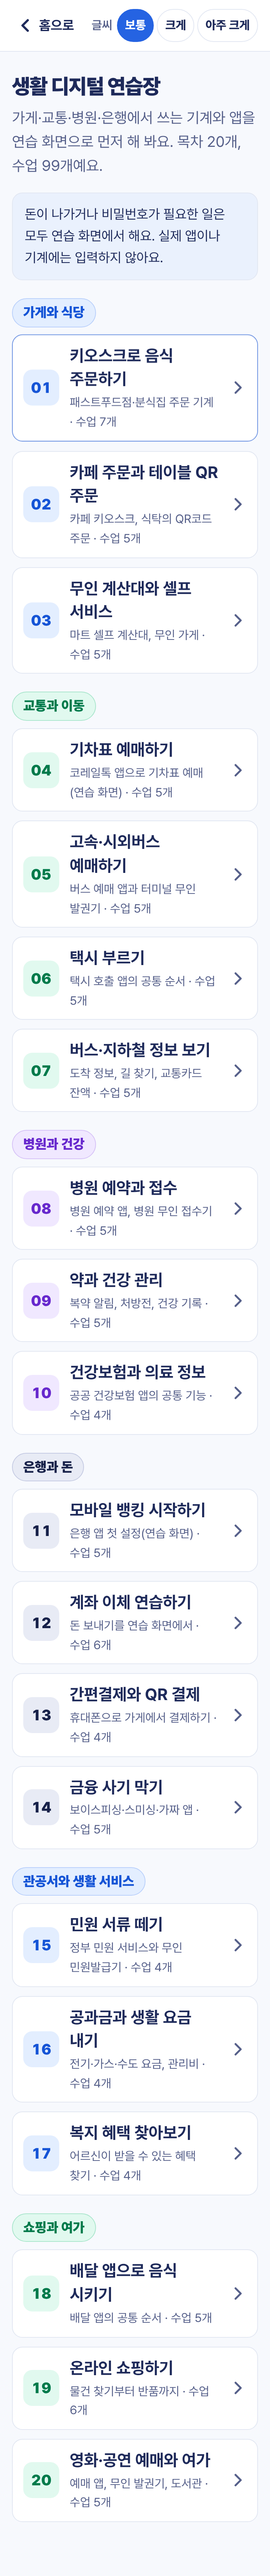 홈으로 글씨 보통 크게 아주 크게
생활 디지털 연습장
가게·교통·병원·은행에서 쓰는 기계와 앱을
연습 화면으로 먼저 해 봐요. 목차 20개,
수업 99개예요.
돈이 나가거나 비밀번호가 필요한 일은
모두 연습 화면에서 해요. 실제 앱이나
기계에는 입력하지 않아요.
가게와 식당
01
키오스크로 음식
주문하기
패스트푸드점·분식집 주문 기계
· 수업 7개
02
카페 주문과 테이블 QR
주문
카페 키오스크, 식탁의 QR코드
주문 · 수업 5개
03
무인 계산대와 셀프
서비스
마트 셀프 계산대, 무인 가게 ·
수업 5개
교통과 이동
04
기차표 예매하기
코레일톡 앱으로 기차표 예매
(연습 화면) · 수업 5개
05
고속·시외버스
예매하기
버스 예매 앱과 터미널 무인
발권기 · 수업 5개
06
택시 부르기
택시 호출 앱의 공통 순서 · 수업
5개
07
버스·지하철 정보 보기
도착 정보, 길 찾기, 교통카드
잔액 · 수업 5개
병원과 건강
08
병원 예약과 접수
병원 예약 앱, 병원 무인 접수기
· 수업 5개
09
약과 건강 관리
복약 알림, 처방전, 건강 기록 ·
수업 5개
10
건강보험과 의료 정보
공공 건강보험 앱의 공통 기능 ·
수업 4개
은행과 돈
11
모바일 뱅킹 시작하기
은행 앱 첫 설정(연습 화면) ·
수업 5개
12
계좌 이체 연습하기
돈 보내기를 연습 화면에서 ·
수업 6개
13
간편결제와 QR 결제
휴대폰으로 가게에서 결제하기 ·
수업 4개
14
금융 사기 막기
보이스피싱·스미싱·가짜 앱 ·
수업 5개
관공서와 생활 서비스
15
민원 서류 떼기
정부 민원 서비스와 무인
민원발급기 · 수업 4개
16
공과금과 생활 요금
내기
전기·가스·수도 요금, 관리비 ·
수업 4개
17
복지 혜택 찾아보기
어르신이 받을 수 있는 혜택
찾기 · 수업 4개
쇼핑과 여가
18
배달 앱으로 음식
시키기
배달 앱의 공통 순서 · 수업 5개
19
온라인 쇼핑하기
물건 찾기부터 반품까지 · 수업
6개
20
영화·공연 예매와 여가
예매 앱, 무인 발권기, 도서관 ·
수업 5개